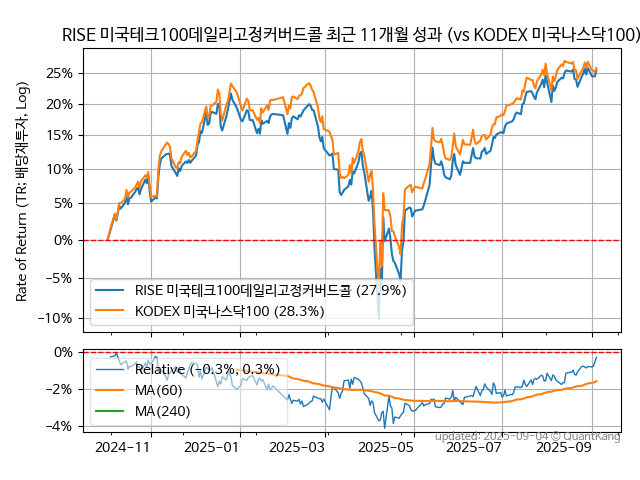 RISE 미국테크100데일리고정커버드콜 최근 11개월 성과 (vs KODEX 미국나스닥100)
Rate of Return (TR: 배당재투자, Log)
25%
20%
15%
10%
5%
0%
−5%
−10%
RISE 미국테크100데일리고정커버드콜 (27.9%)
KODEX 미국나스닥100 (28.3%)
0%
−2%
−4%
Relative (−0.3%, 0.3%)
MA(60)
MA(240)
2024-11 2025-01 2025-03 2025-05 2025-07 2025-09
updated: 2025-09-04 © QuantKang